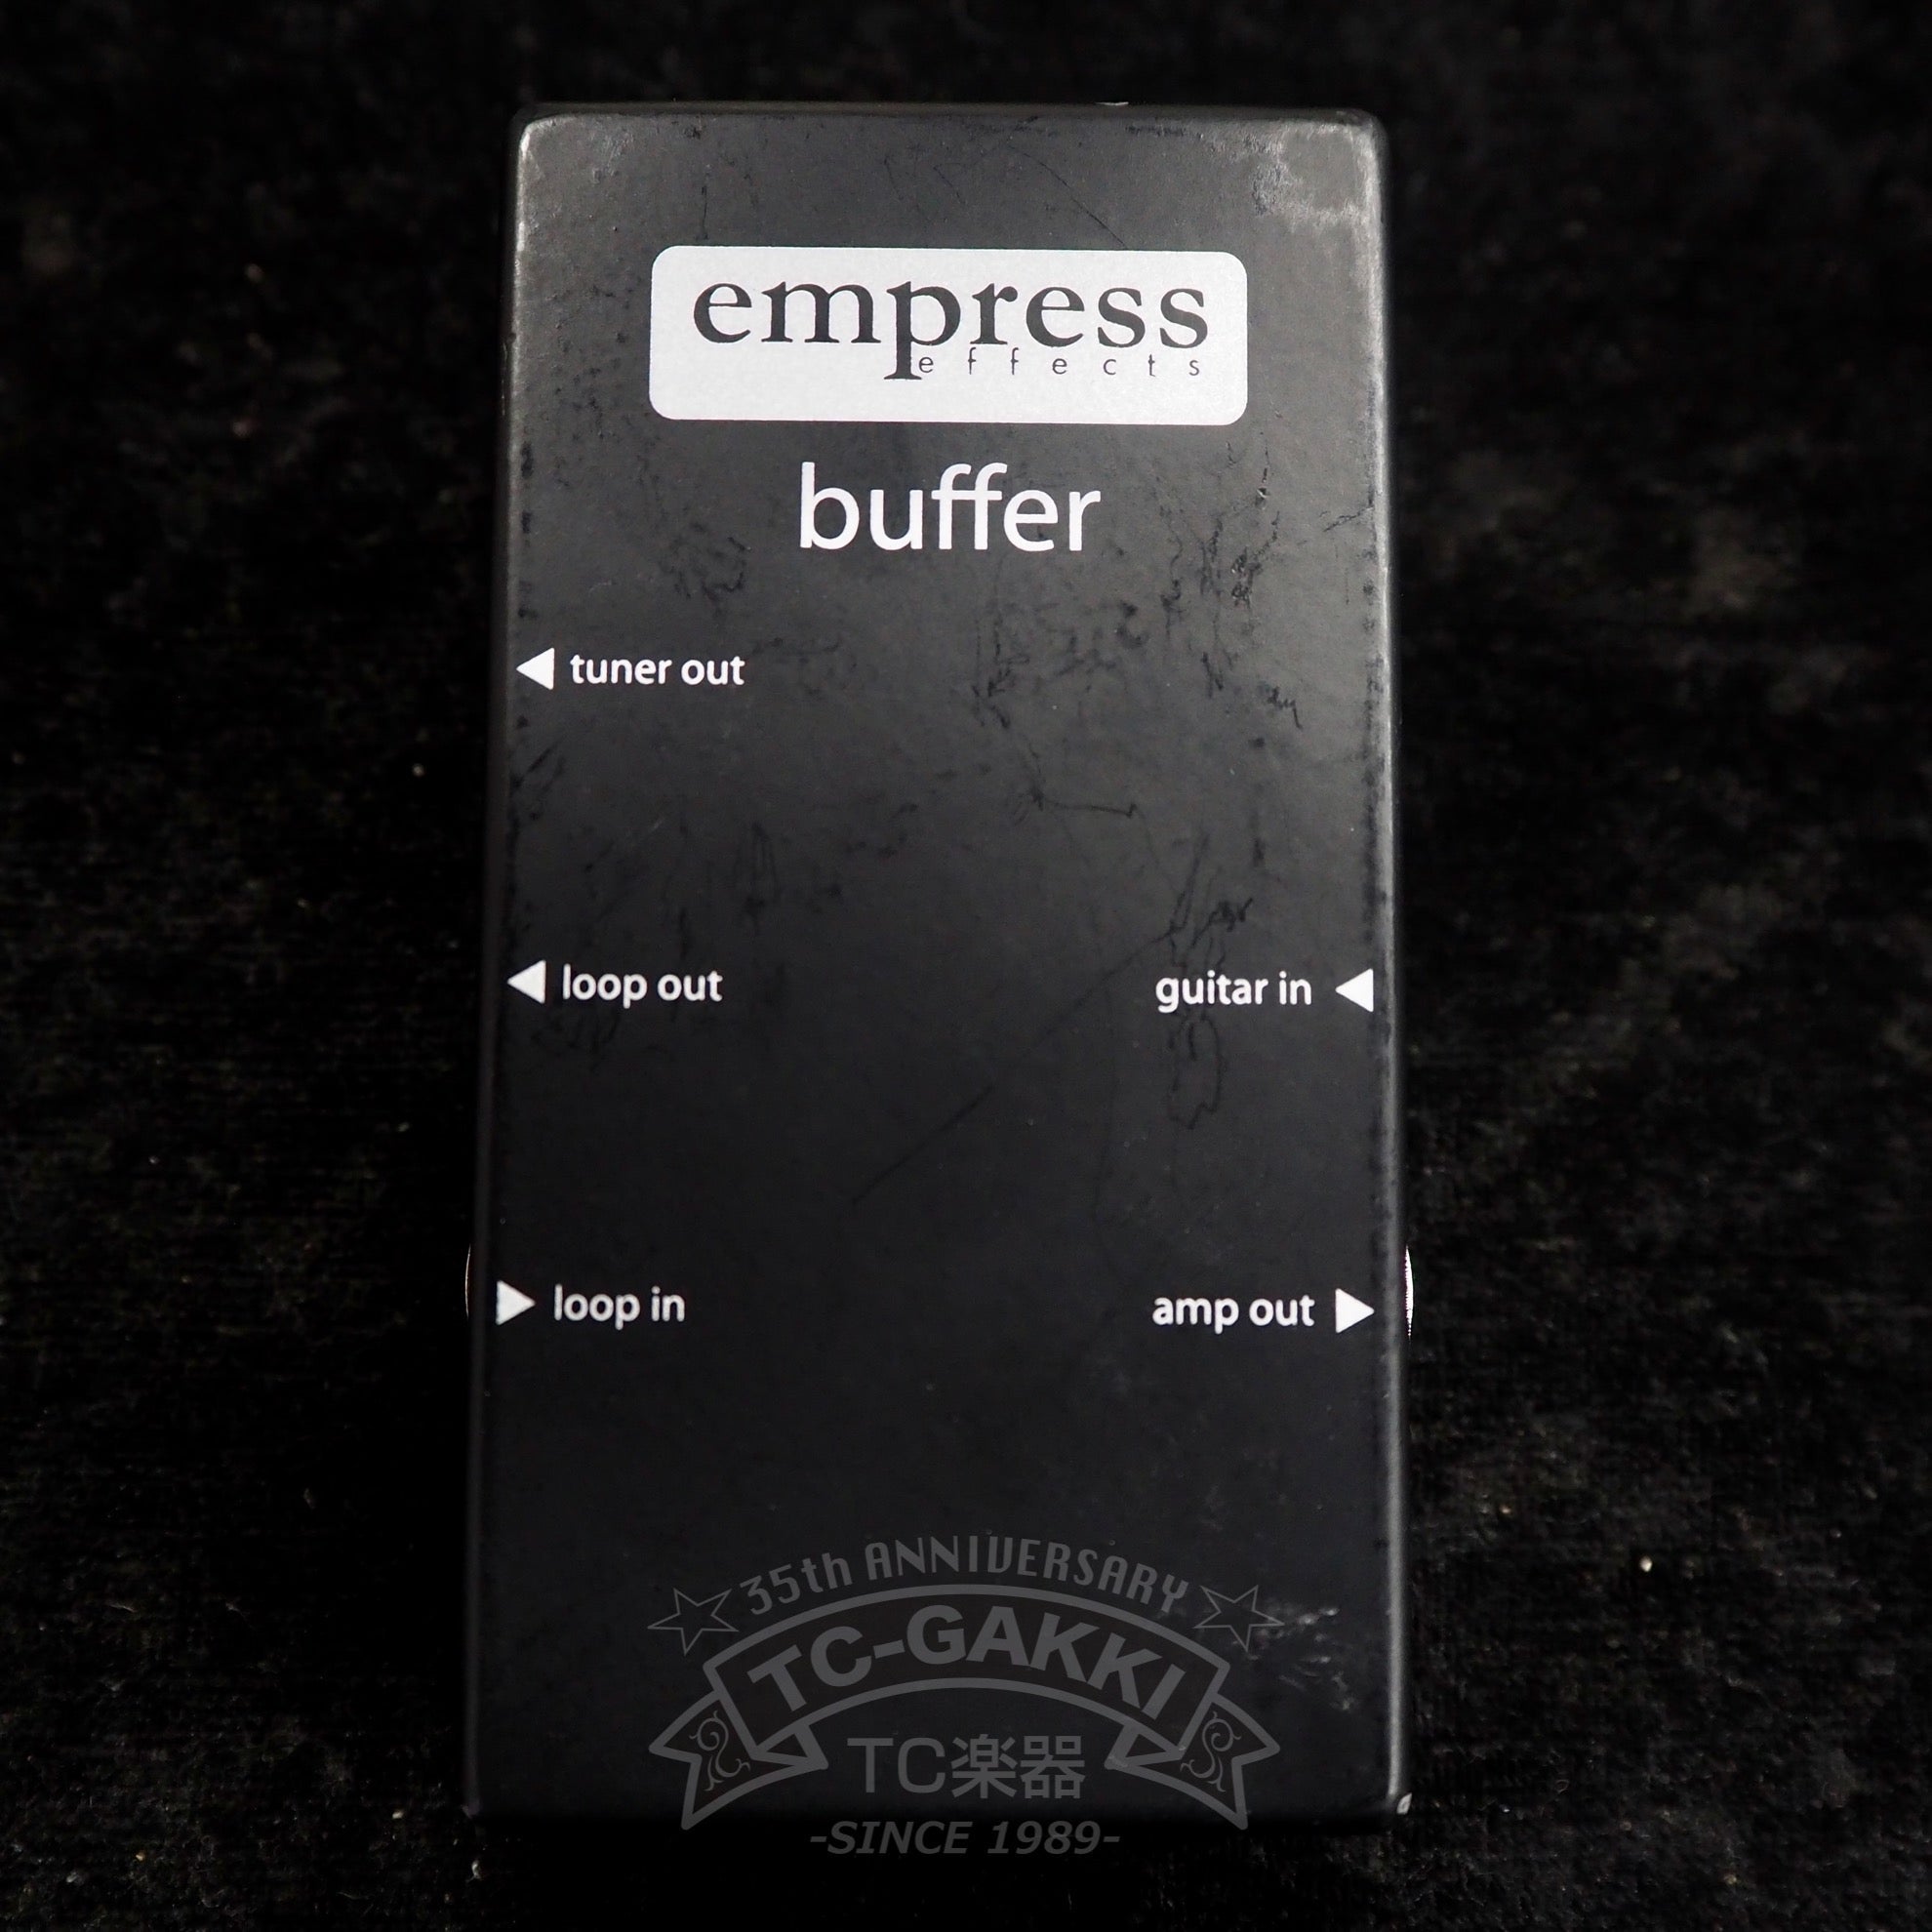 empress
effects
buffer
tuner out
loop out
guitar in
loop in
amp out
35th ANNIVERSARY
TC-GAKKI
TC楽器
-SINCE 1989-